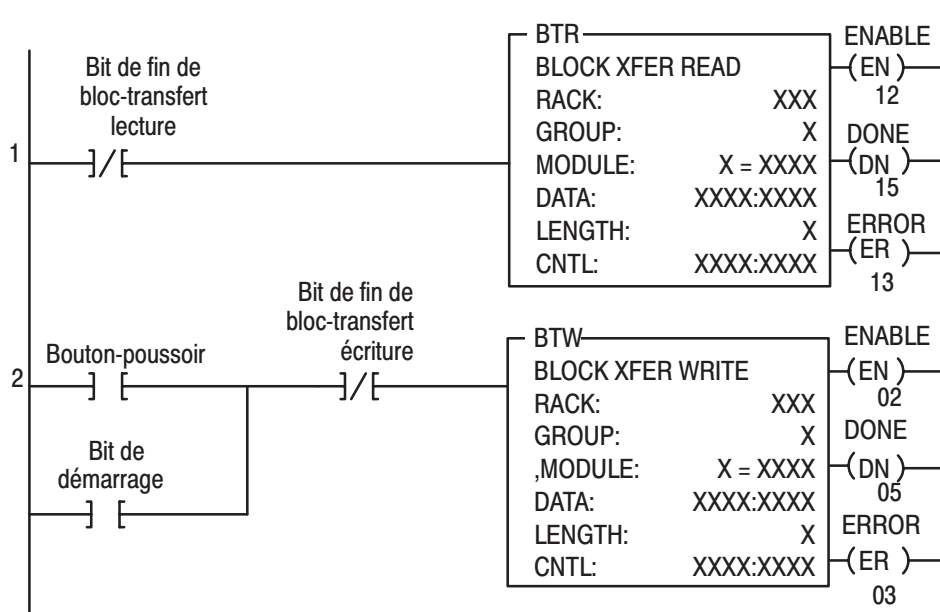 Bit de fin de
bloc-transfert
lecture
1
BTR
BLOCK XFER READ
RACK: XXX
GROUP: X
MODULE: X = XXXX
DATA: XXXX:XXXX
LENGTH: X
CNTL: XXXX:XXXX
ENABLE
(EN)
12
DONE
(DN)
15
ERROR
(ER)
13
2
Bouton-poussoir
Bit de
démarrage
Bit de fin de
bloc-transfert
écriture
BTW
BLOCK XFER WRITE
RACK: XXX
GROUP: X
,MODULE: X = XXXX
DATA: XXXX:XXXX
LENGTH: X
CNTL: XXXX:XXXX
ENABLE
(EN)
02
DONE
(DN)
05
ERROR
(ER)
03